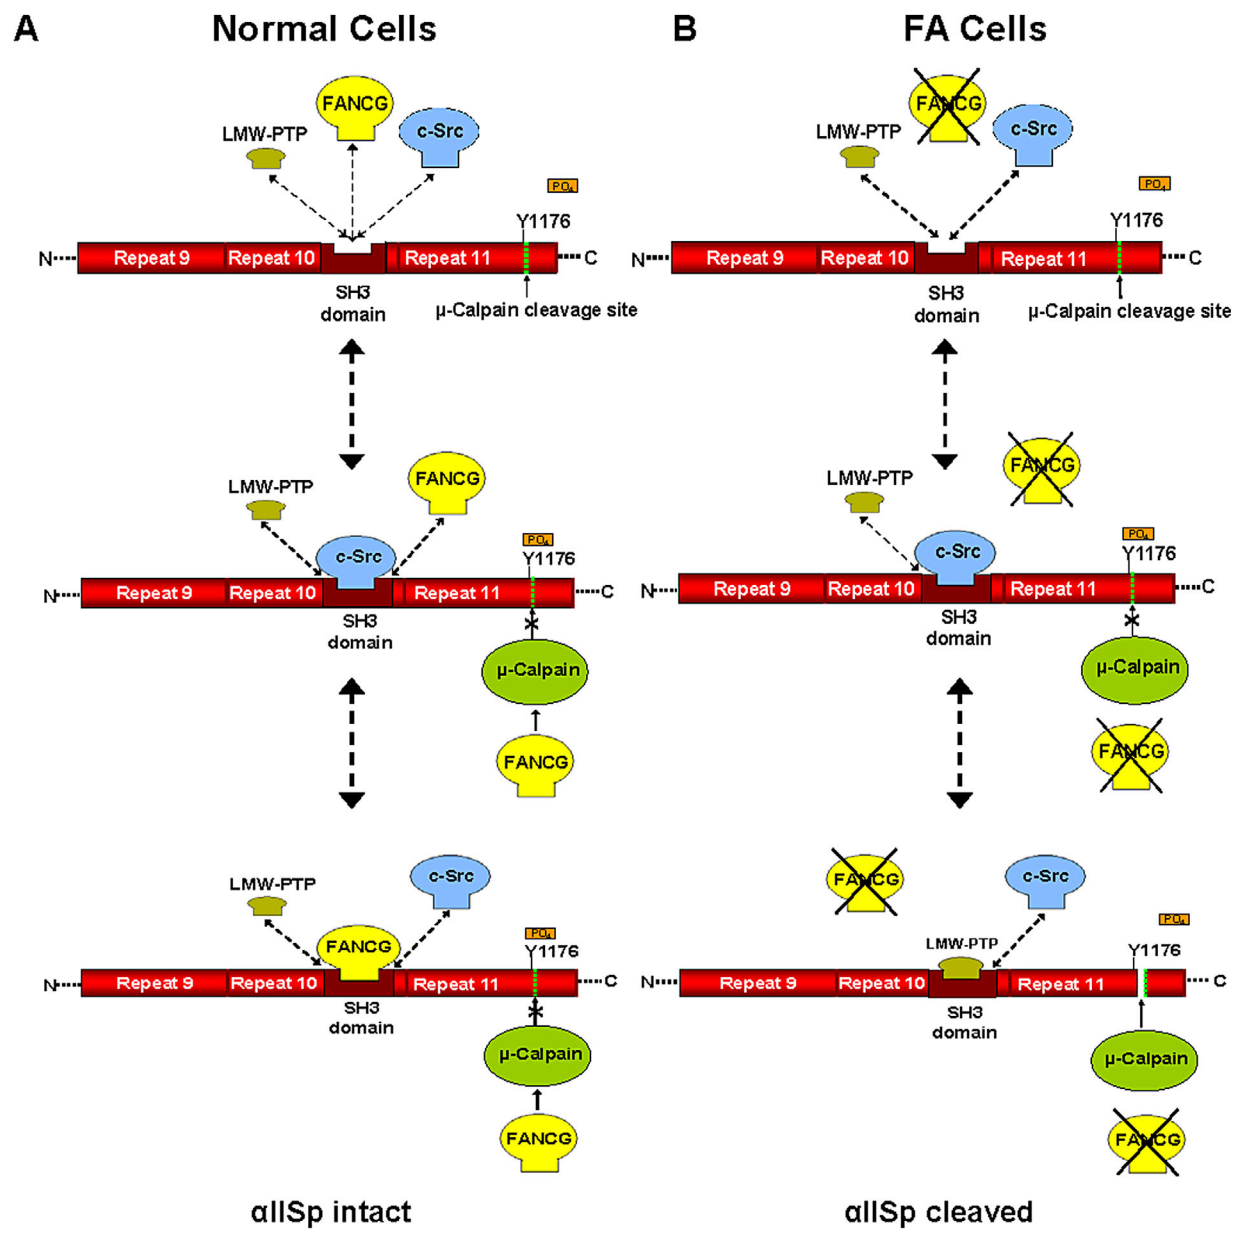 A
Normal Cells
FANCG
LMW-PTP
c-Src
PO4
Y1176
N
Repeat 9
Repeat 10
Repeat 11
C
SH3
domain
μ-Calpain cleavage site
LMW-PTP
FANCG
c-Src
PO4
Y1176
N
Repeat 9
Repeat 10
Repeat 11
C
SH3
domain
μ-Calpain
FANCG
LMW-PTP
c-Src
FANCG
PO4
Y1176
N
Repeat 9
Repeat 10
Repeat 11
C
SH3
domain
μ-Calpain
FANCG
αIISp intact
B
FA Cells
FANCG
LMW-PTP
c-Src
PO4
Y1176
N
Repeat 9
Repeat 10
Repeat 11
C
SH3
domain
μ-Calpain cleavage site
FANCG
LMW-PTP
c-Src
PO4
Y1176
N
Repeat 9
Repeat 10
Repeat 11
C
SH3
domain
μ-Calpain
FANCG
FANCG
c-Src
LMW-PTP
PO4
Y1176
N
Repeat 9
Repeat 10
Repeat 11
C
SH3
domain
μ-Calpain
FANCG
αIISp cleaved